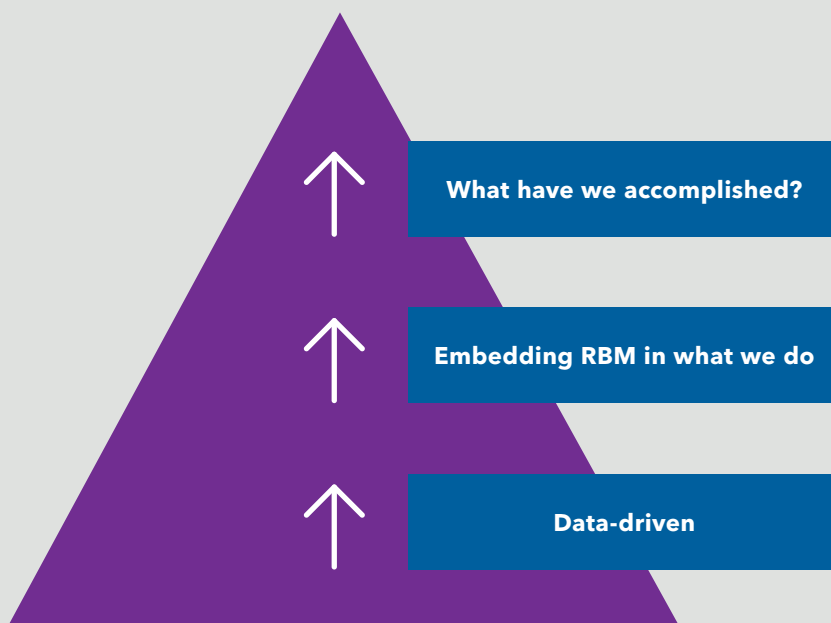 What have we accomplished?
Embedding RBM in what we do
Data-driven